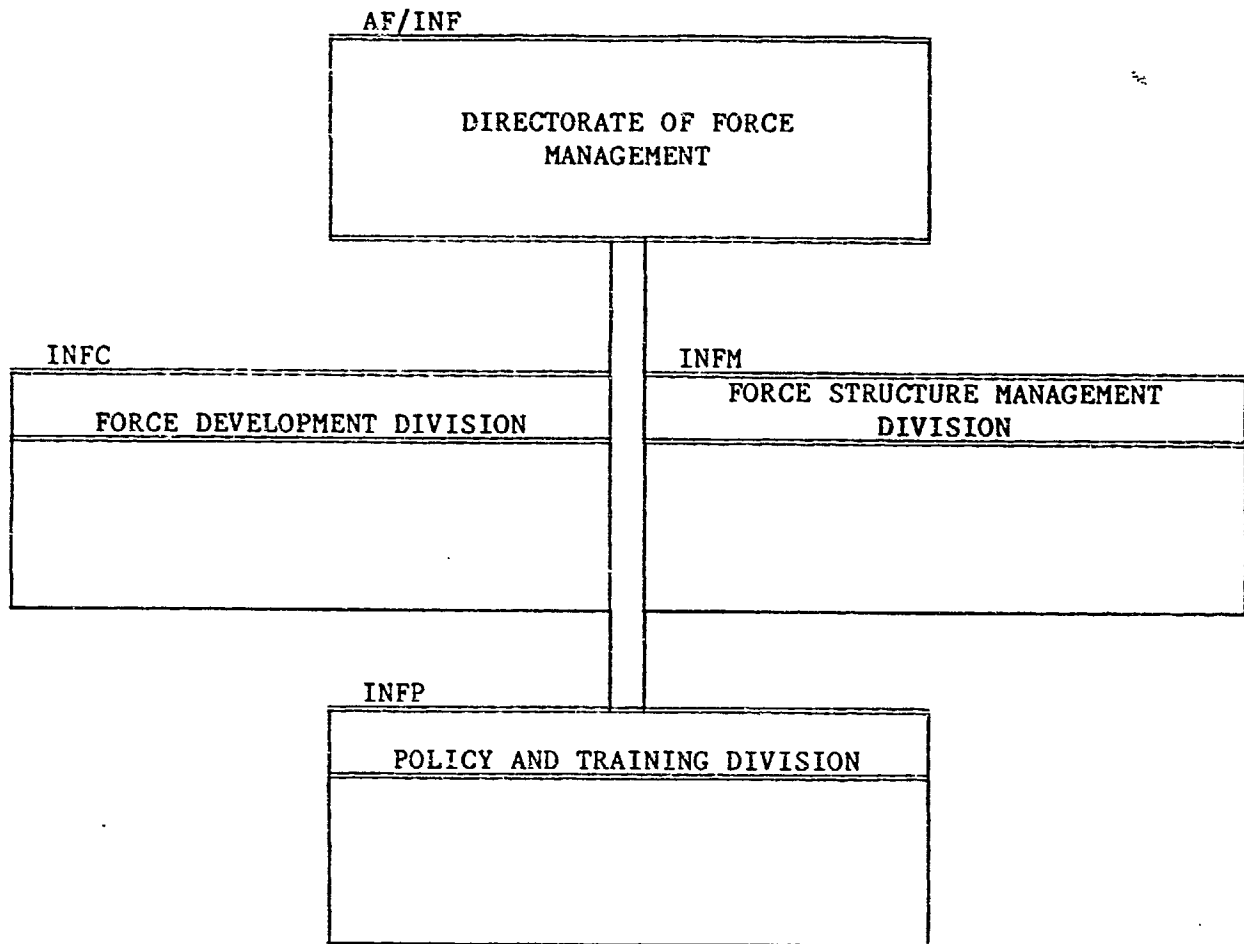 AF/INF
DIRECTORATE OF FORCE
MANAGEMENT
INFC
FORCE DEVELOPMENT DIVISION
INFM
FORCE STRUCTURE MANAGEMENT
DIVISION
INFP
POLICY AND TRAINING DIVISION